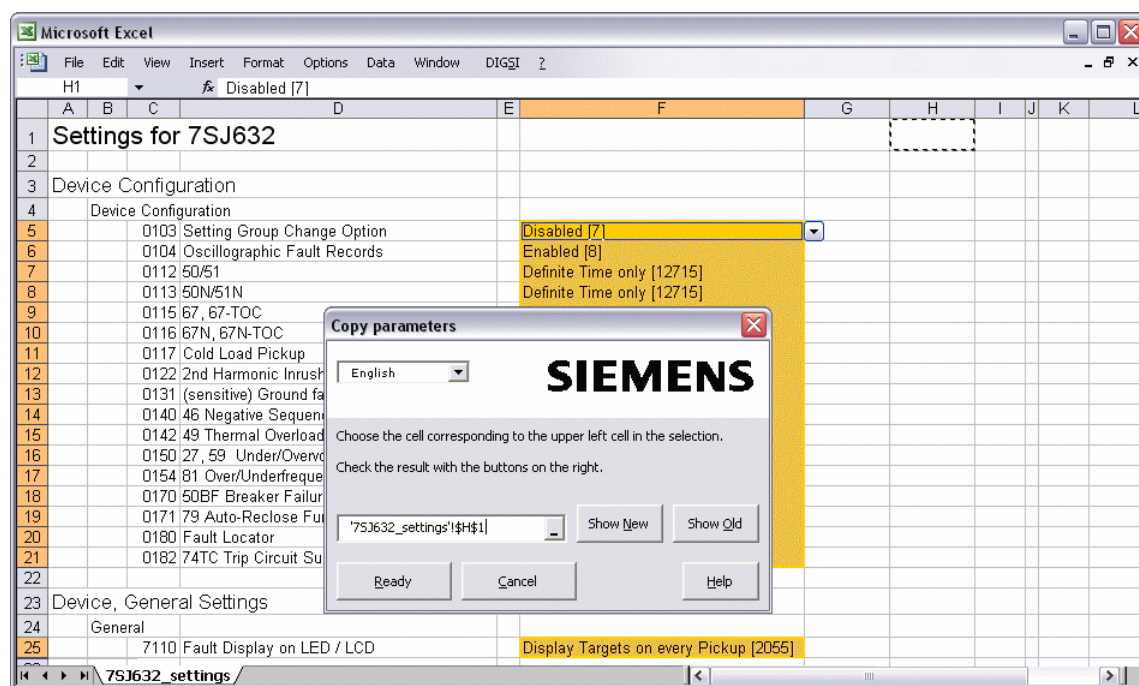 Microsoft Excel
File Edit View Insert Format Options Data Window DIGSI ?
H1 fx Disabled [7]
A B C D E F G H I J K L
1 Settings for 7SJ632
2
3 Device Configuration
4 Device Configuration
5 0103 Setting Group Change Option Disabled [7]
6 0104 Oscillographic Fault Records Enabled [8]
7 0112 50/51 Definite Time only [12715]
8 0113 50N/51N Definite Time only [12715]
9 0115 67, 67-TOC
10 0116 67N, 67N-TOC
11 0117 Cold Load Pickup
12 0122 2nd Harmonic Inrush
13 0131 (sensitive) Ground fa
14 0140 46 Negative Sequen
15 0142 49 Thermal Overload
16 0150 27, 59 Under/Overvo
17 0154 81 Over/Underfreque
18 0170 50BF Breaker Failur
19 0171 79 Auto-Reclose Fu
20 0180 Fault Locator
21 0182 74TC Trip Circuit Su
22
23 Device, General Settings
24 General
25 7110 Fault Display on LED / LCD Display Targets on every Pickup [2055]
7SJ632_settings
Copy parameters
English
SIEMENS
Choose the cell corresponding to the upper left cell in the selection.
Check the result with the buttons on the right.
'7SJ632_settings'!$H$1
Show New Show Old
Ready Cancel Help